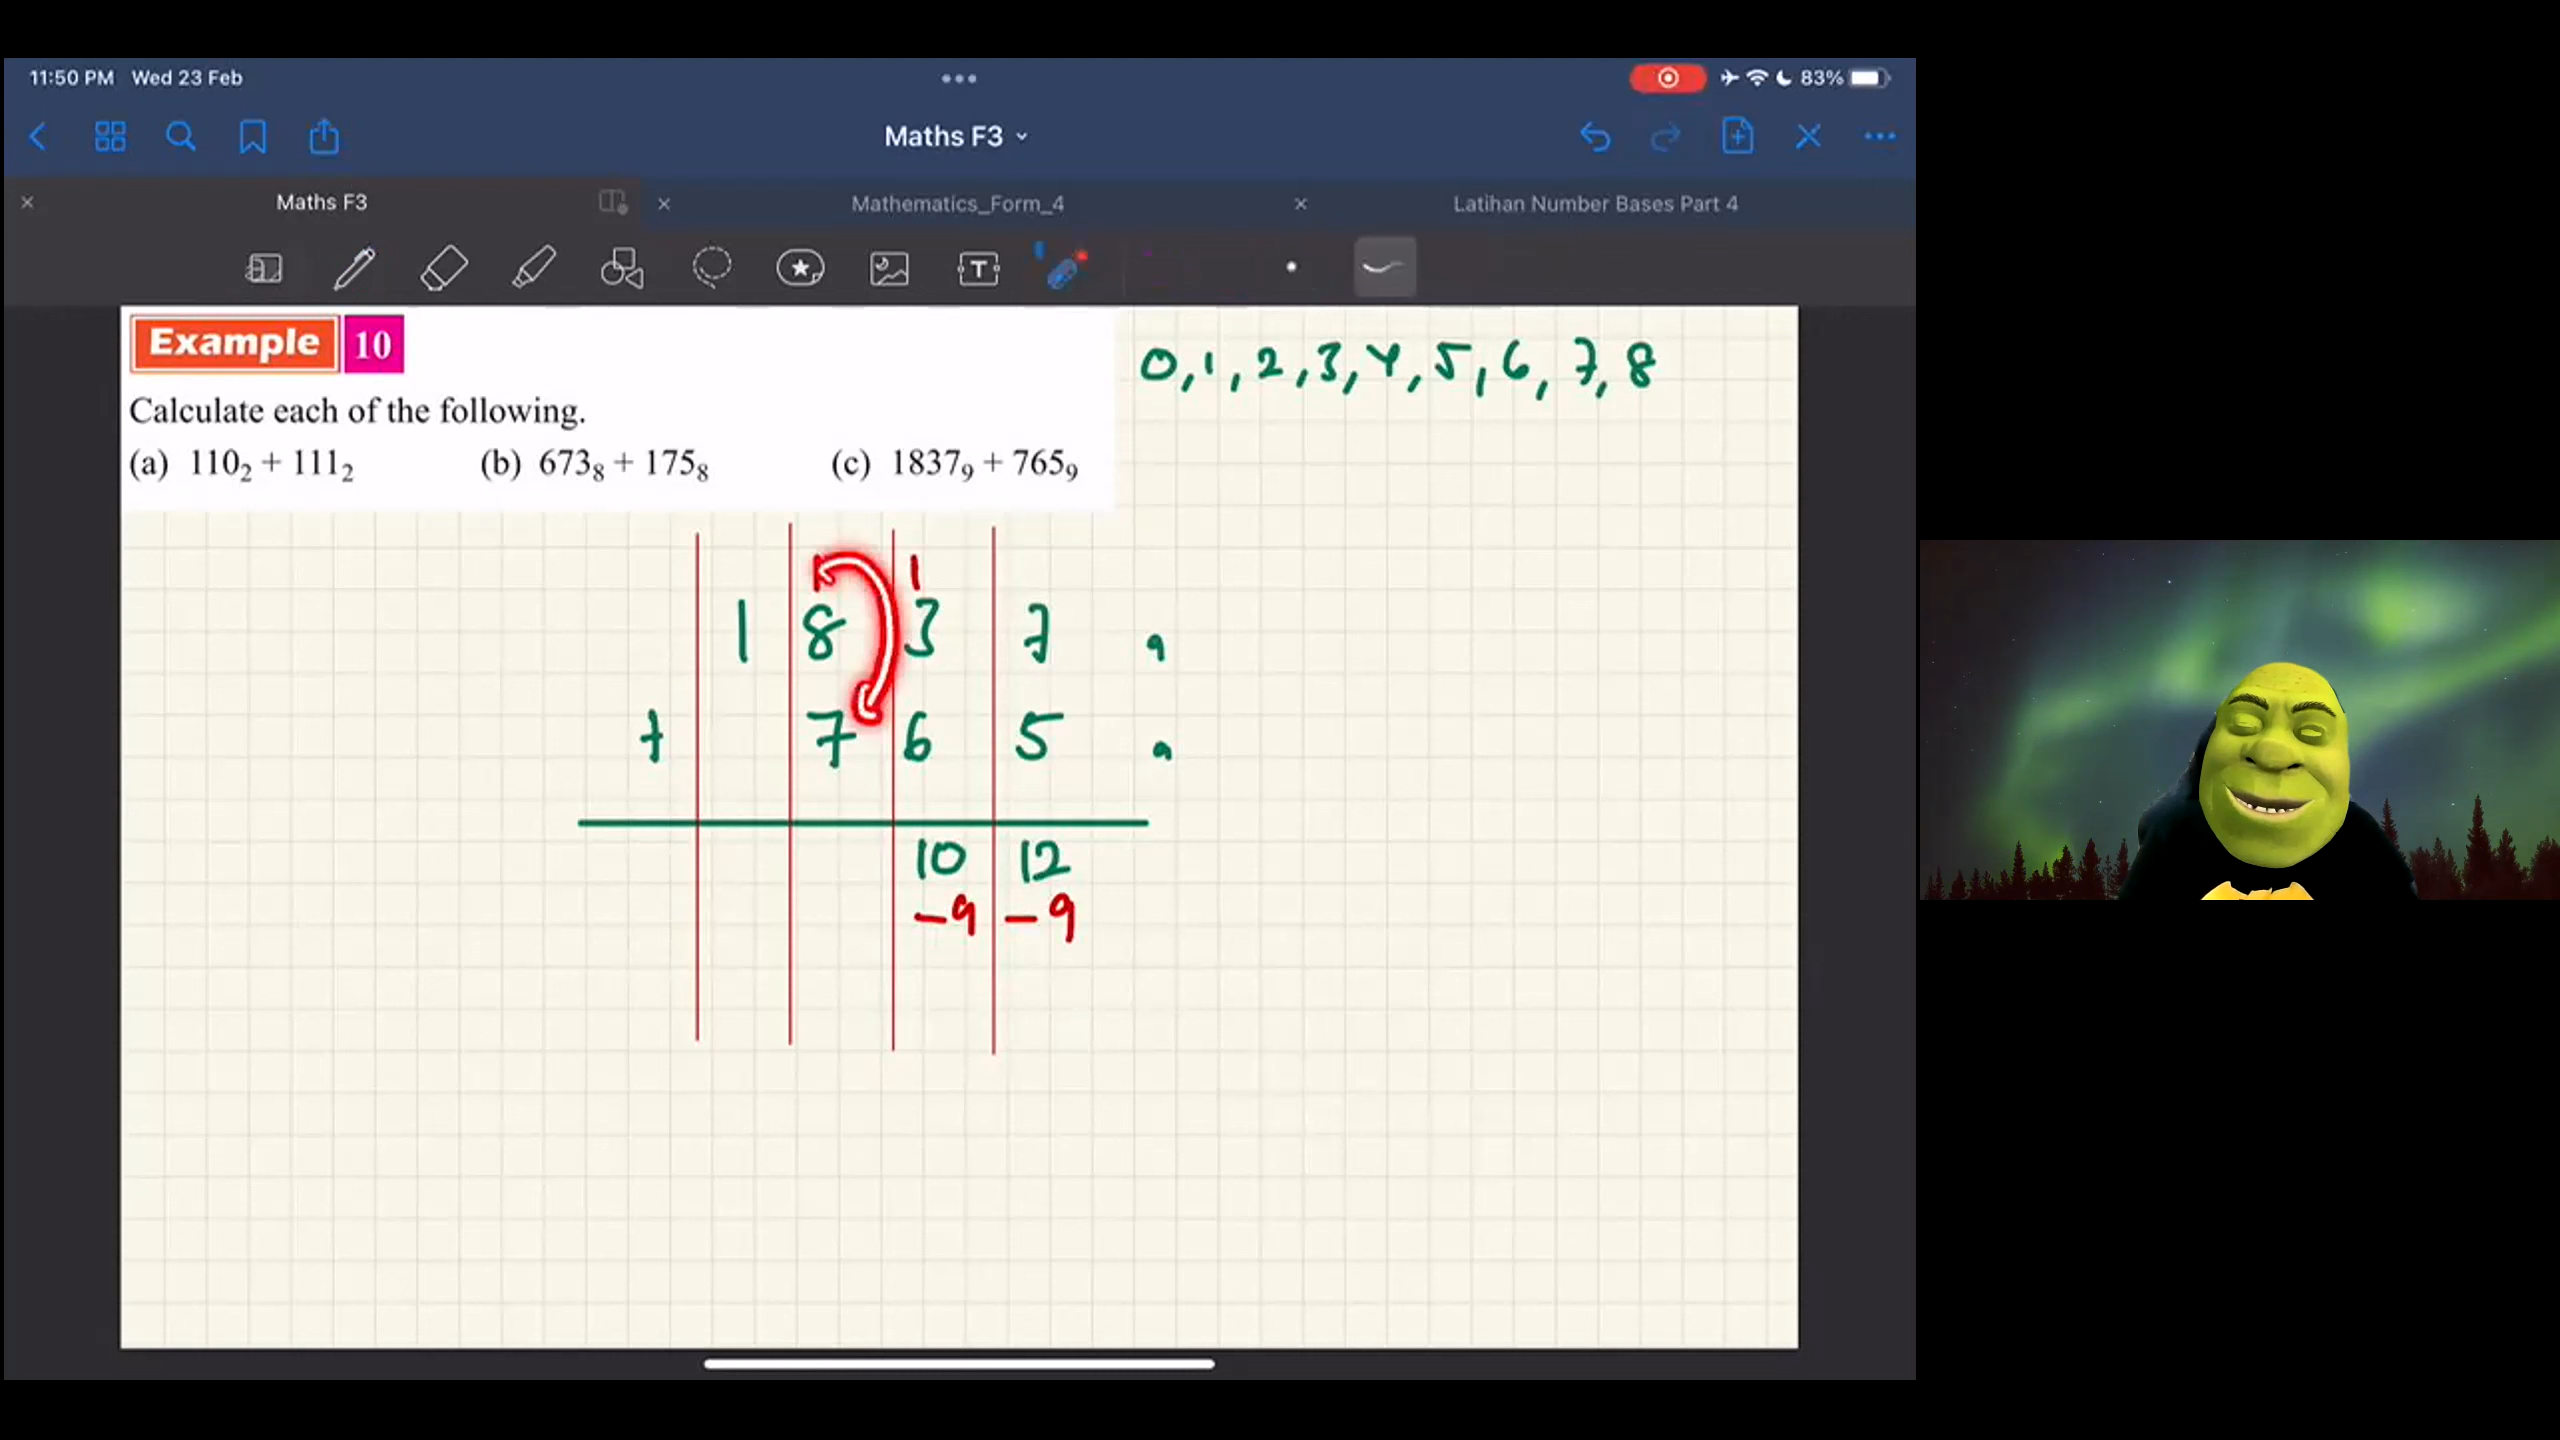 11:50 PM Wed 23 Feb
83%
Maths F3
Maths F3
Mathematics_Form_4
Latihan Number Bases Part 4
T
Example 10
0, 1, 2, 3, 4, 5, 6, 7, 8
Calculate each of the following.
(a) 110₂ + 111₂ (b) 673₈ + 175₈ (c) 1837₉ + 765₉
1 1
1 8 3 7 ₉
+ 7 6 5 ₉
10 12
-9 -9